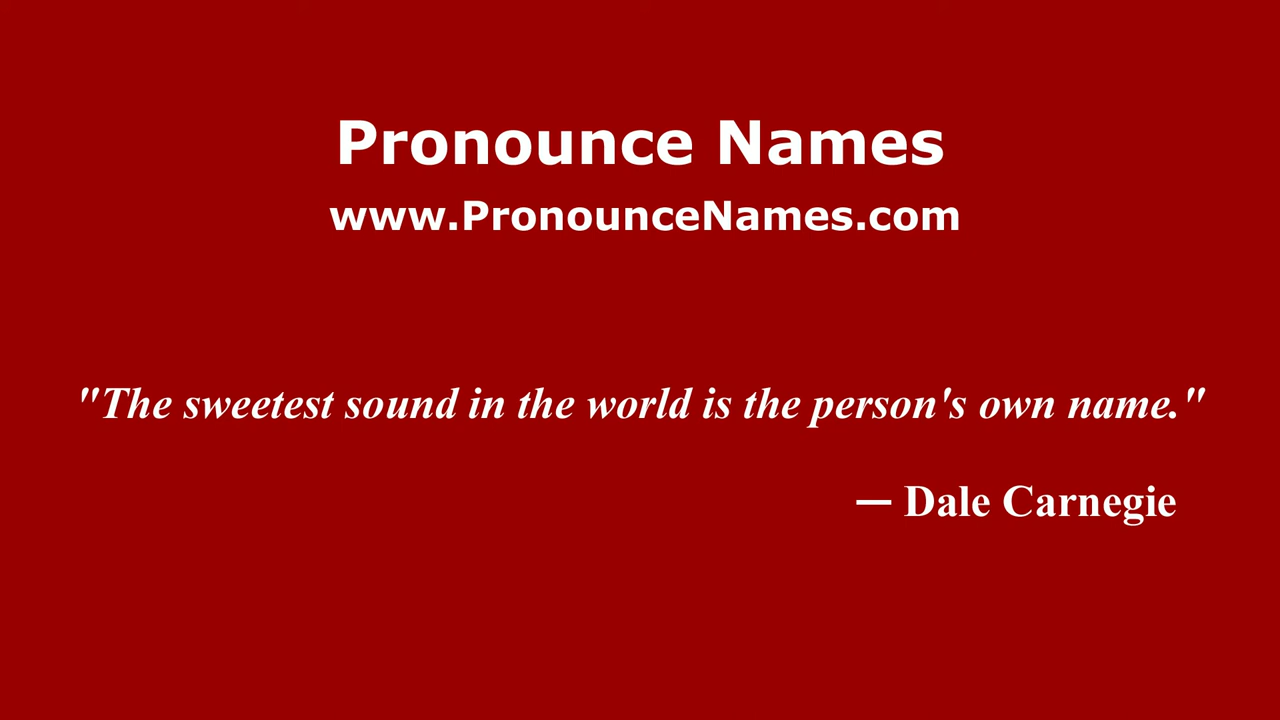 Pronounce Names
www.PronounceNames.com
"The sweetest sound in the world is the person's own name."
— Dale Carnegie